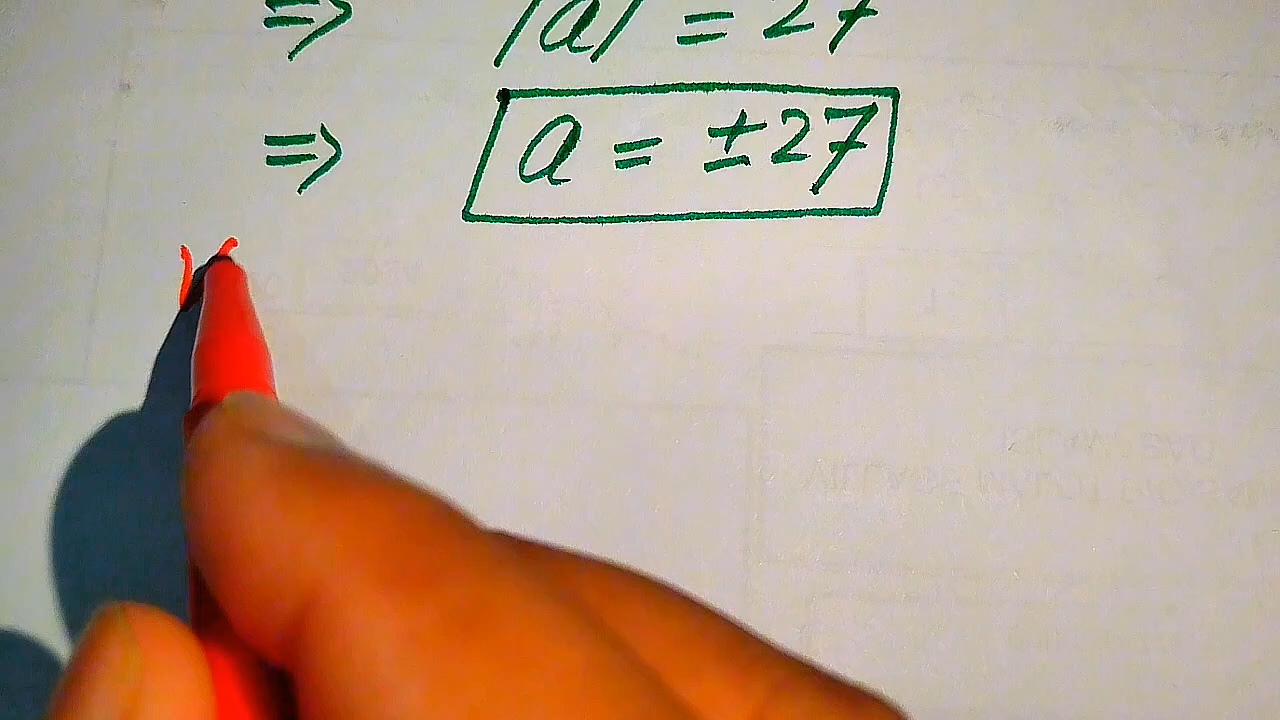 => |a| = 27
=> a = ±27